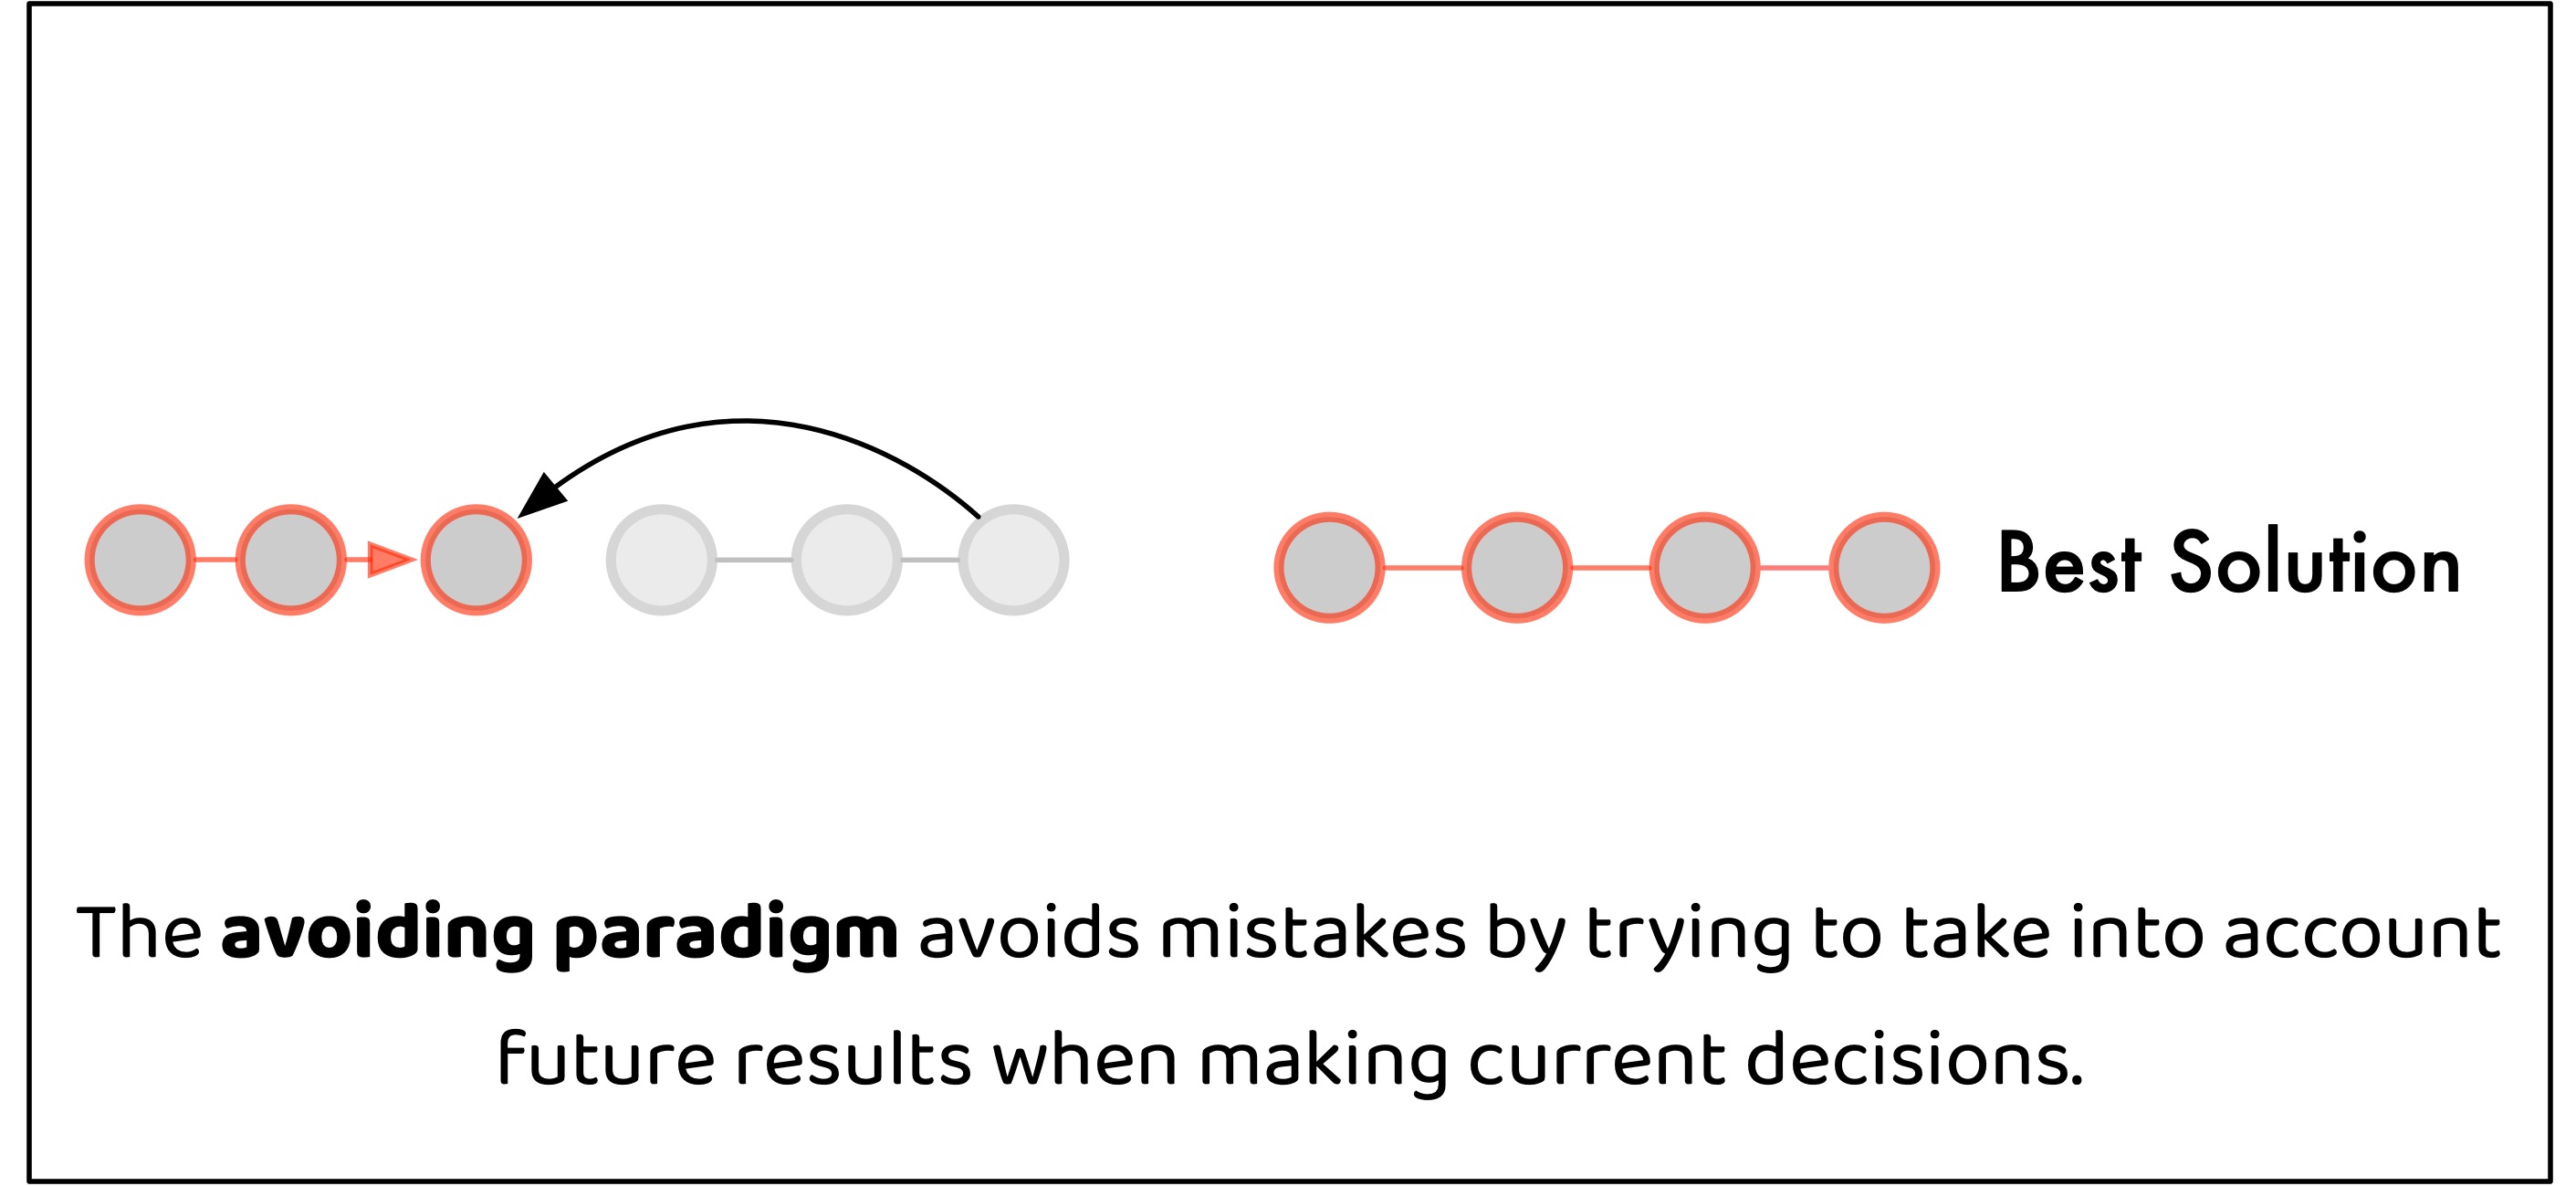 Best Solution
The avoiding paradigm avoids mistakes by trying to take into account
future results when making current decisions.